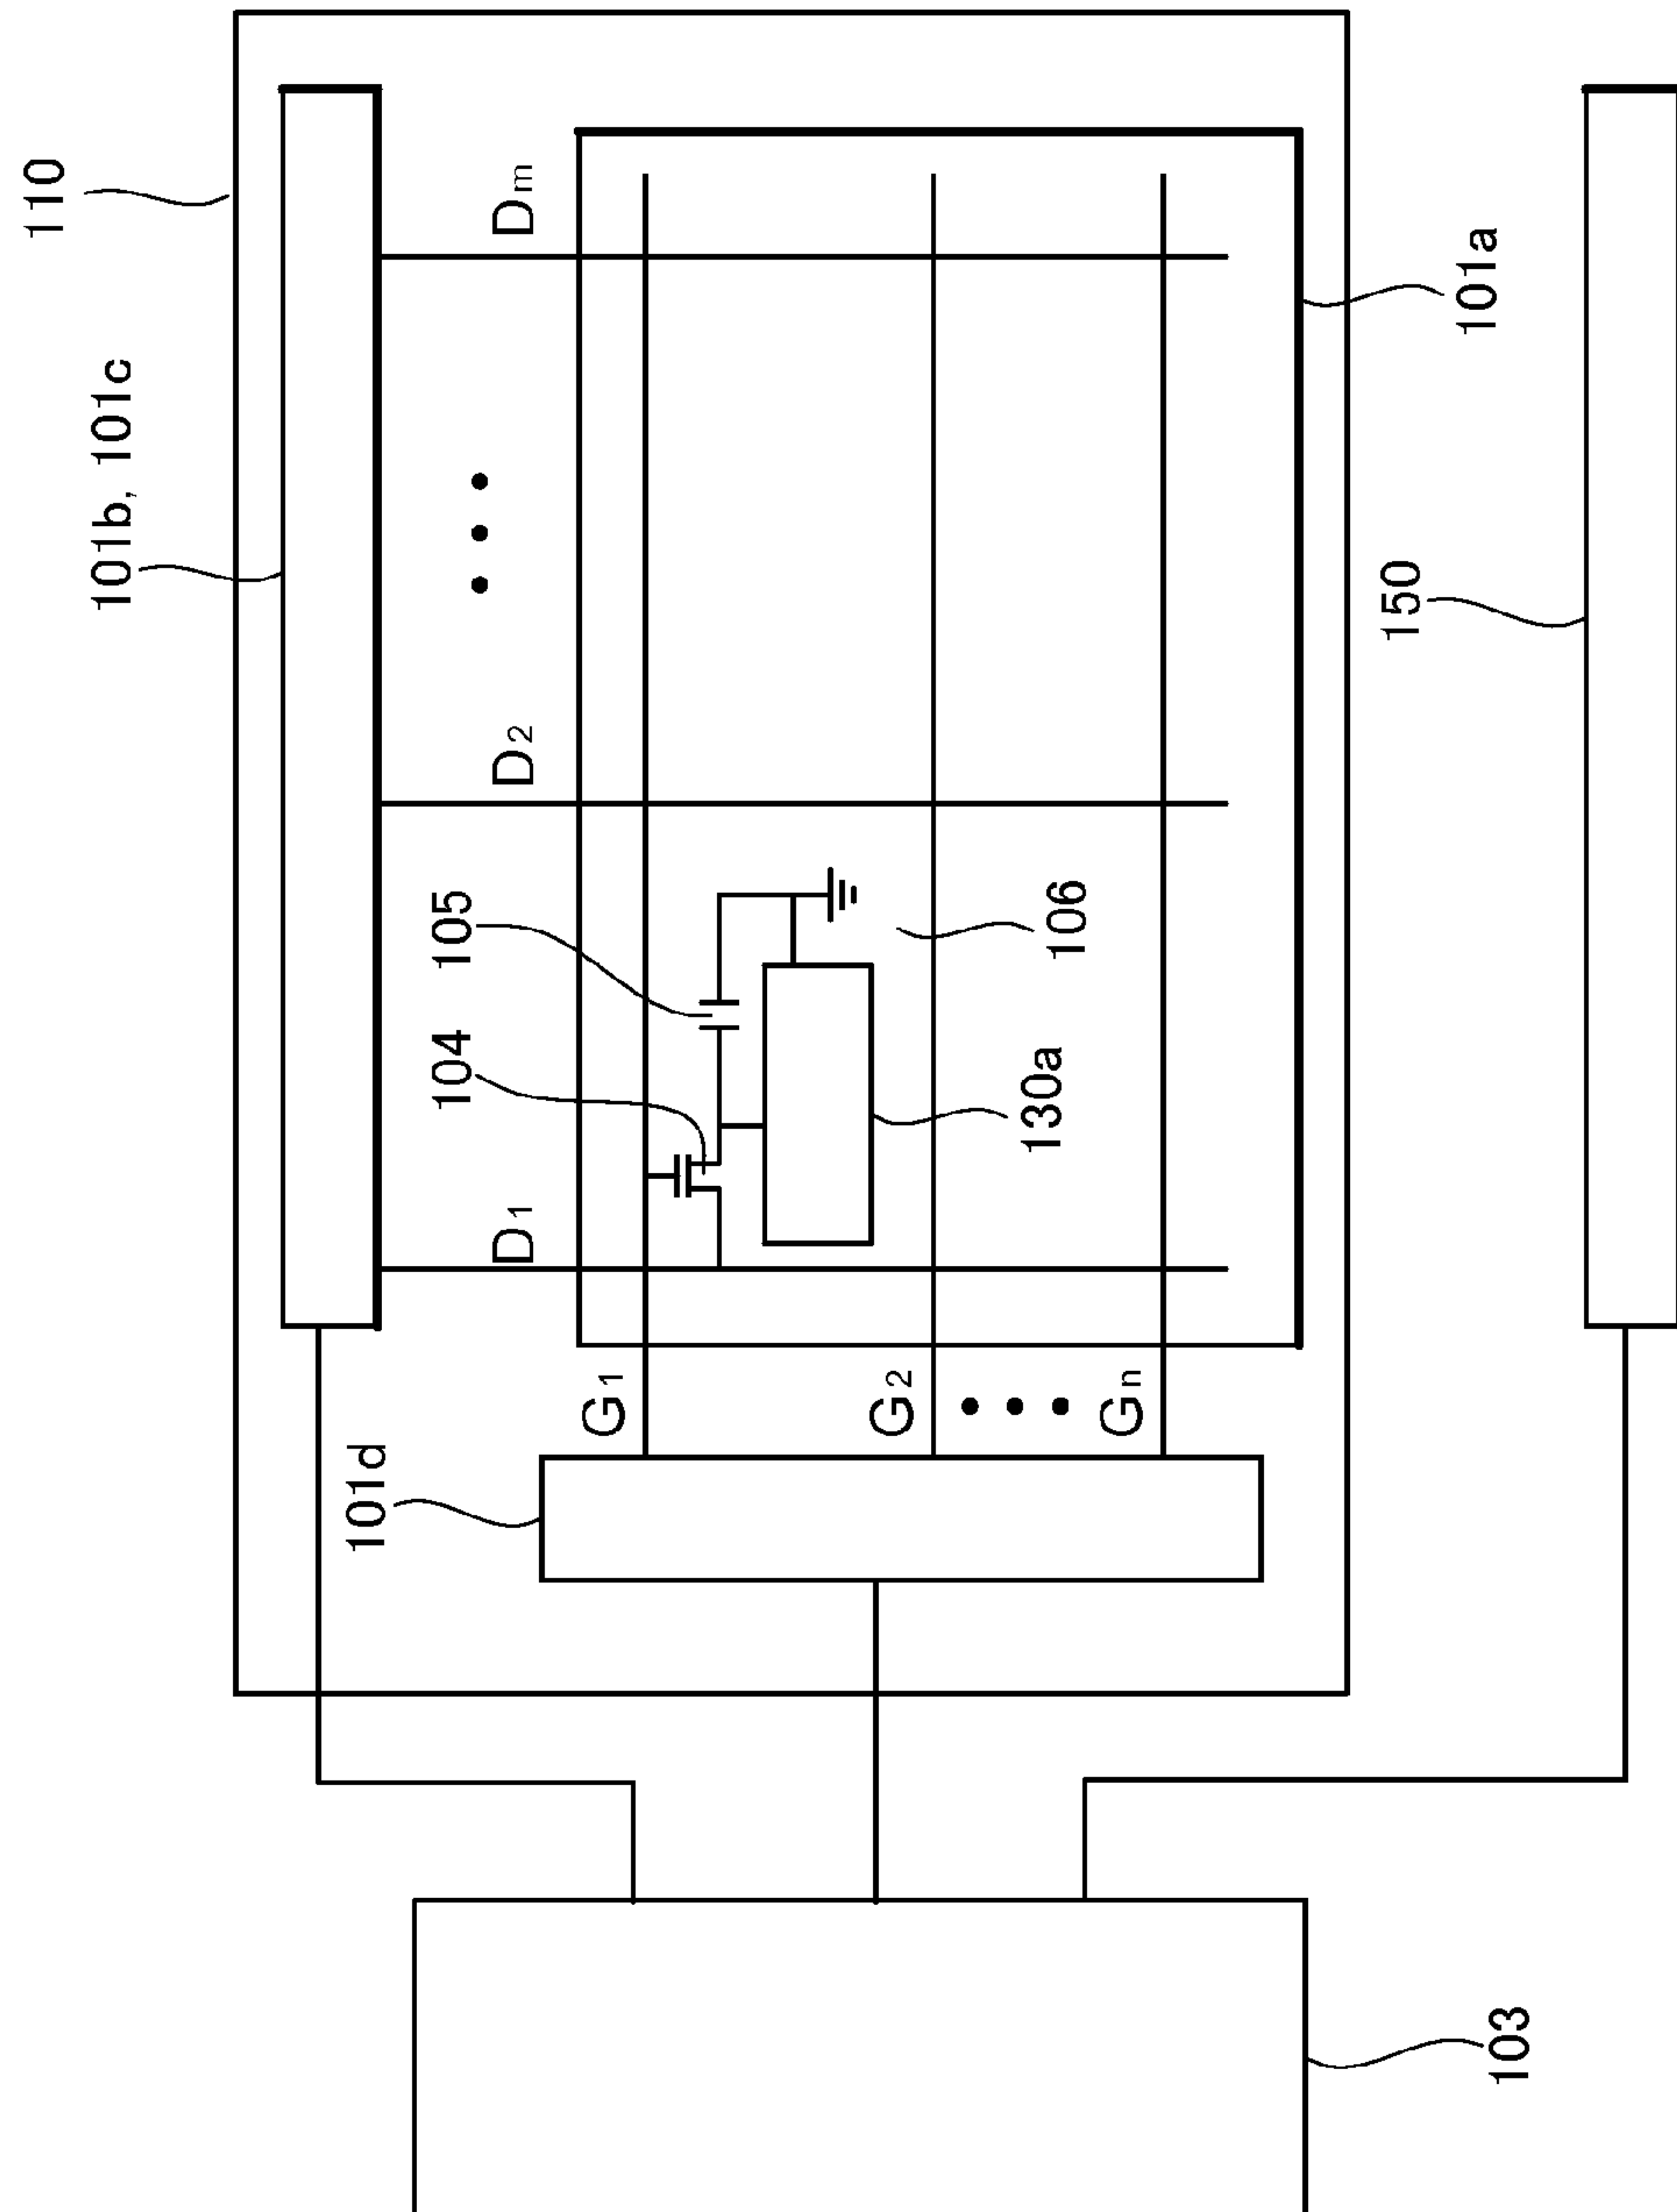 110
101b, 101c
101d
104
105
D1
D2
• • •
Dm
G1
G2
• • •
130a
106
Gn
150
101a
103